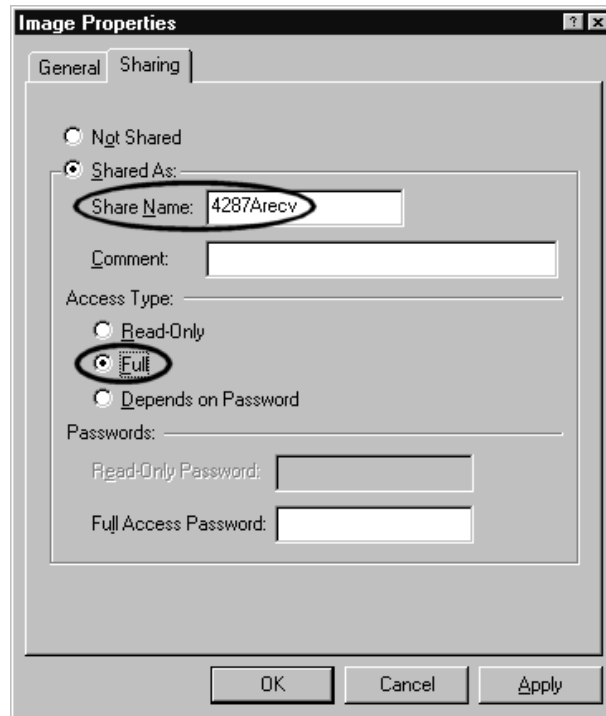 Image Properties
General Sharing
Not Shared
Shared As:
Share Name: 4287Arecv
Comment:
Access Type:
Read-Only
Full
Depends on Password
Passwords:
Read-Only Password:
Full Access Password:
OK Cancel Apply